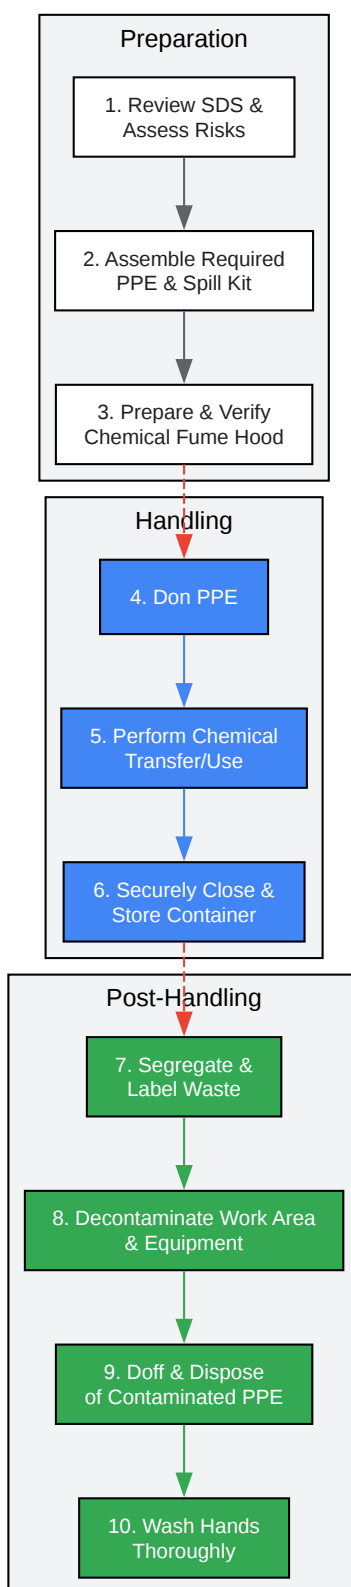 Preparation
1. Review SDS &
Assess Risks
2. Assemble Required
PPE & Spill Kit
3. Prepare & Verify
Chemical Fume Hood
Handling
4. Don PPE
5. Perform Chemical
Transfer/Use
6. Securely Close &
Store Container
Post-Handling
7. Segregate &
Label Waste
8. Decontaminate Work Area
& Equipment
9. Doff & Dispose
of Contaminated PPE
10. Wash Hands
Thoroughly